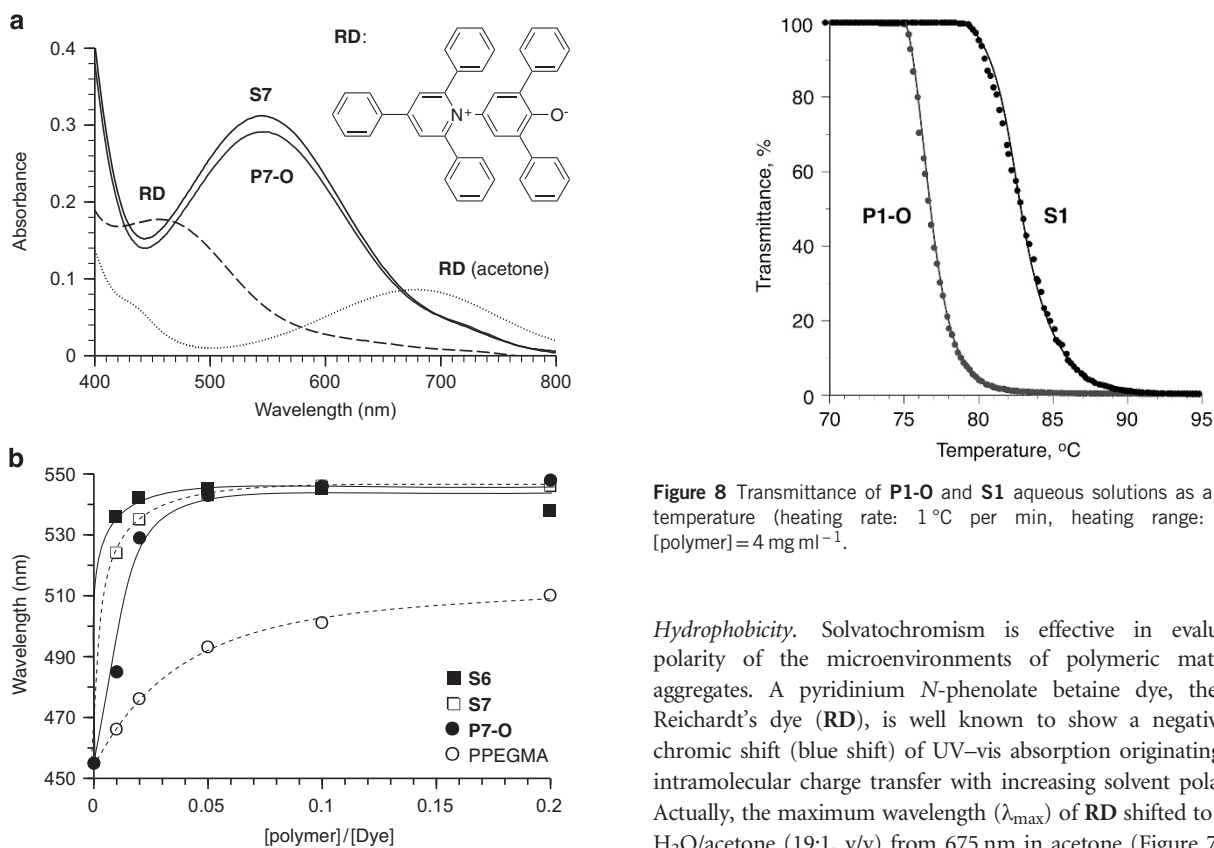 a
0.4
0.3
0.2
0.1
0
Absorbance
400 500 600 700 800
Wavelength (nm)
RD:
N+
O-
S7
P7-O
RD
RD (acetone)
b
550
530
510
490
470
450
Wavelength (nm)
0 0.05 0.1 0.15 0.2
[polymer]/[Dye]
S6
S7
P7-O
PPEGMA
100
80
60
40
20
0
Transmittance, %
70 75 80 85 90 95
Temperature, ºC
P1-O
S1
Figure 8 Transmittance of P1-O and S1 aqueous solutions as a
temperature (heating rate: 1 °C per min, heating range:
[polymer] = 4 mg ml−1.
Hydrophobicity. Solvatochromism is effective in evalu
polarity of the microenvironments of polymeric mat
aggregates. A pyridinium N-phenolate betaine dye, the
Reichardt's dye (RD), is well known to show a negativ
chromic shift (blue shift) of UV–vis absorption originating
intramolecular charge transfer with increasing solvent pola
Actually, the maximum wavelength (λmax) of RD shifted to
H2O/acetone (19:1, v/v) from 675 nm in acetone (Figure 7